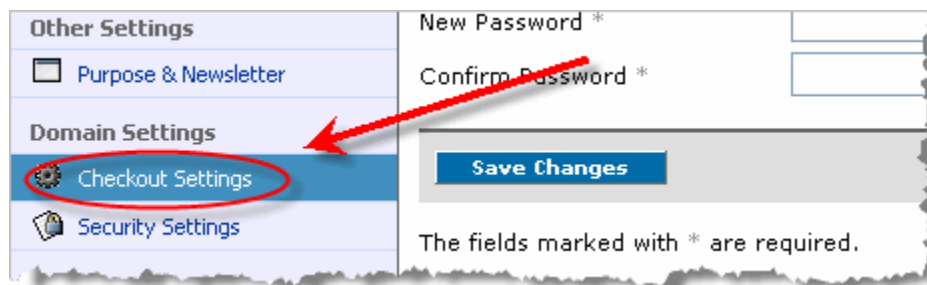 Other Settings
Purpose & Newsletter
Domain Settings
Checkout Settings
Security Settings
New Password *
Confirm Password *
Save Changes
The fields marked with * are required.